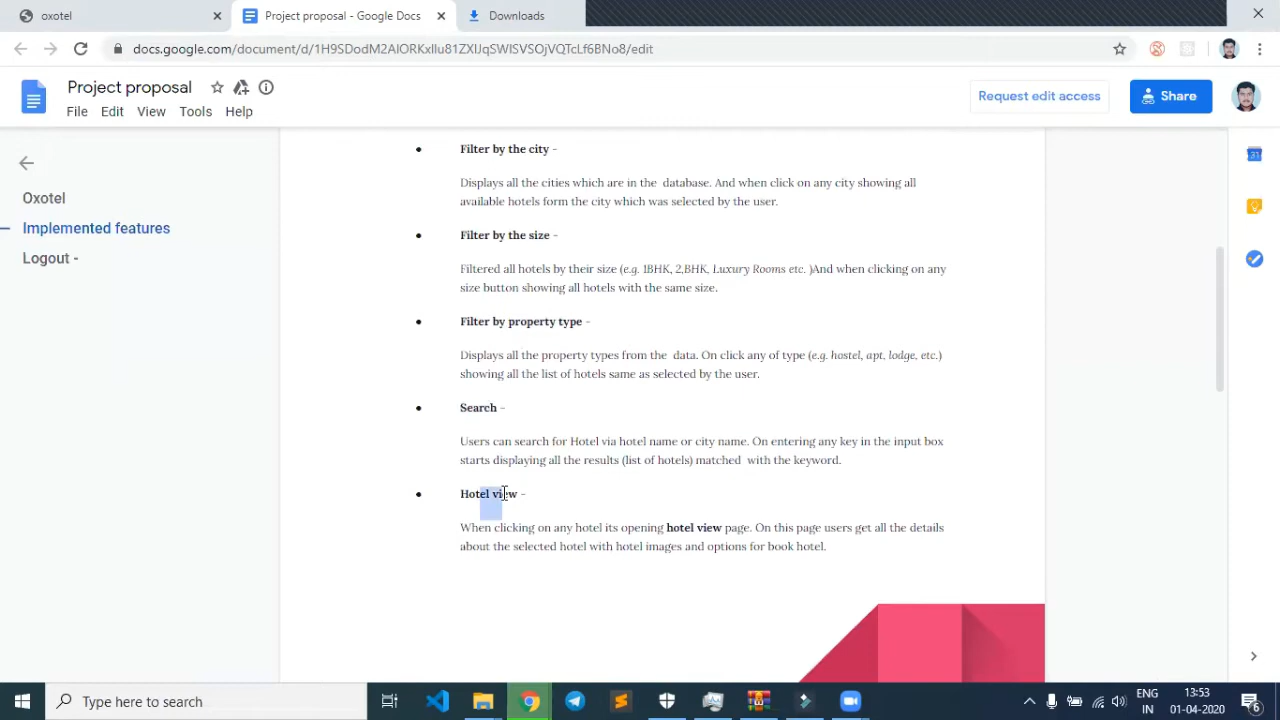 oxotel
Project proposal - Google Docs
Downloads
docs.google.com/document/d/1H9SDodM2AlORKxIlu81ZXlJqSWlSVSOjVQTcLf6BNo8/edit
Project proposal
File Edit View Tools Help
Request edit access
Share
Oxotel
Implemented features
Logout -
● Filter by the city -
Displays all the cities which are in the database. And when click on any city showing all
available hotels form the city which was selected by the user.
● Filter by the size -
Filtered all hotels by their size (e.g. 1BHK, 2,BHK, Luxury Rooms etc. )And when clicking on any
size button showing all hotels with the same size.
● Filter by property type -
Displays all the property types from the data. On click any of type (e.g. hostel, apt, lodge, etc.)
showing all the list of hotels same as selected by the user.
● Search -
Users can search for Hotel via hotel name or city name. On entering any key in the input box
starts displaying all the results (list of hotels) matched with the keyword.
● Hotel view -
When clicking on any hotel its opening hotel view page. On this page users get all the details
about the selected hotel with hotel images and options for book hotel.
31
Type here to search
ENG
IN
13:53
01-04-2020
6